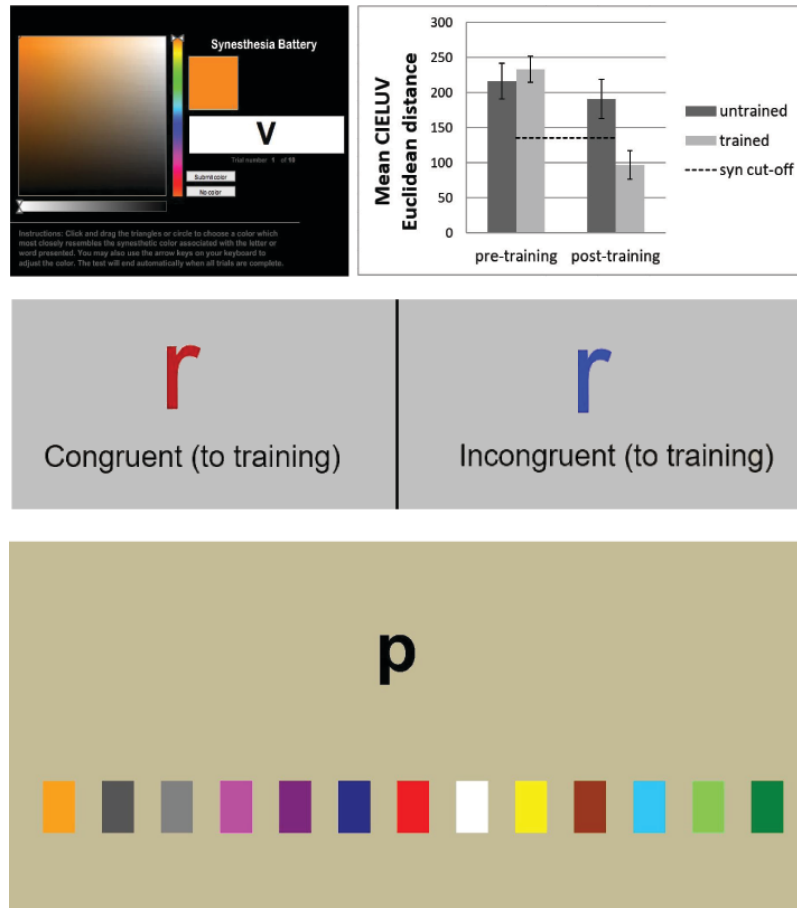 Synesthesia Battery
V
Trial number 1 of 10
Submit color
No color
Instructions: Click and drag the triangles or circle to choose a color which
most closely resembles the synesthetic color associated with the letter or
word presented. You may also use the arrow keys on your keyboard to
adjust the color. The test will end automatically when all trials are complete.
Mean CIELUV
Euclidean distance
300
250
200
150
100
50
0
pre-training post-training
untrained
trained
syn cut-off
r
Congruent (to training)
r
Incongruent (to training)
p